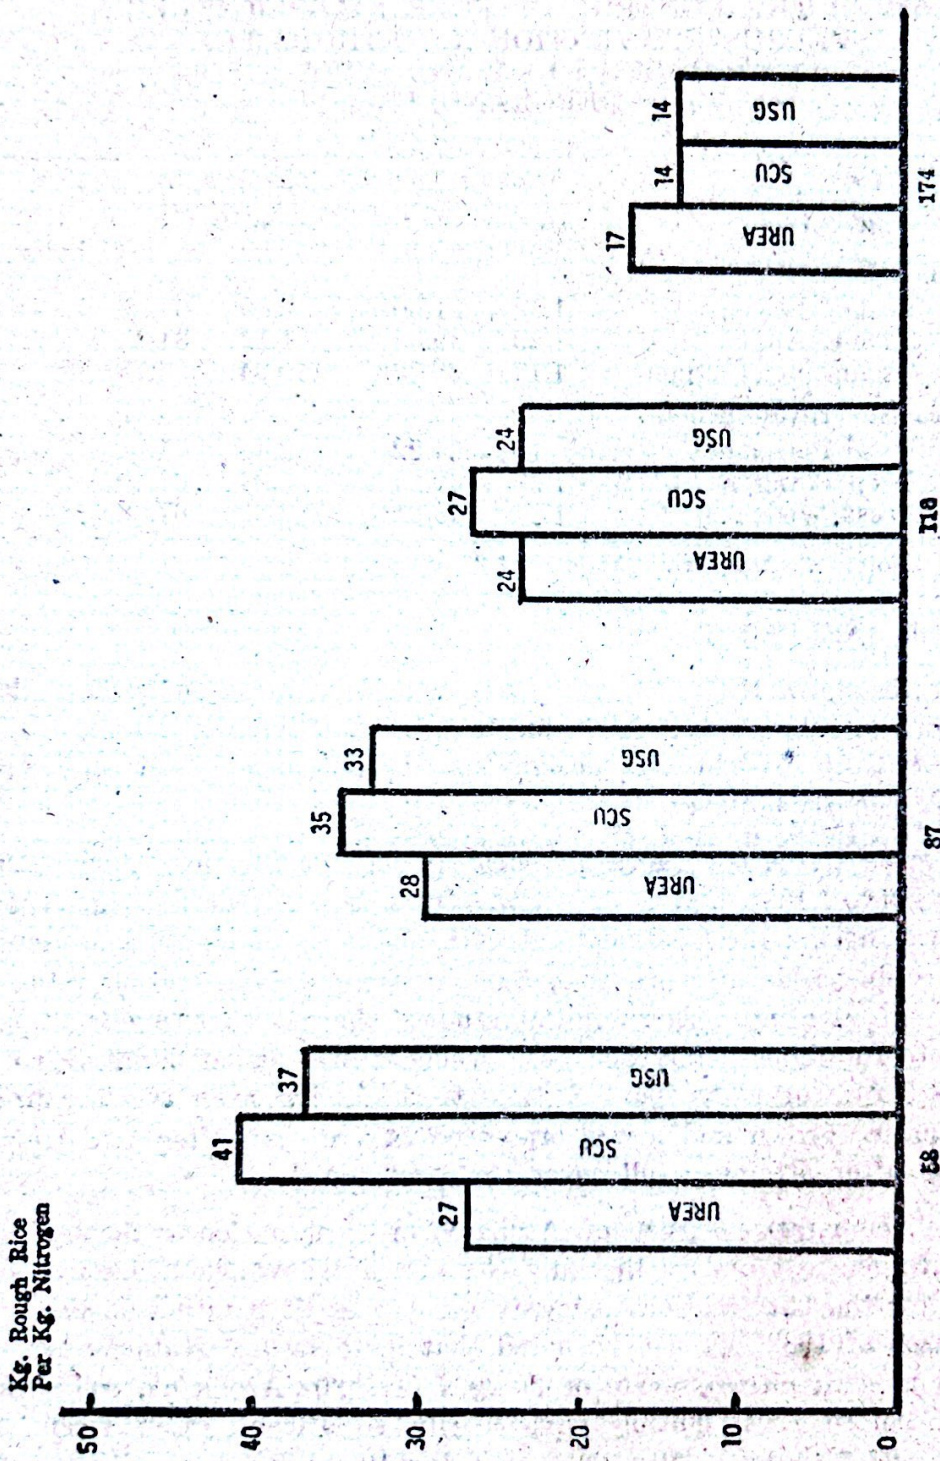 Kg. Rough Rice
Per Kg. Nitrogen
50
40
30
20
10
0
27
41
37
UREA
SCU
USG
58
28
35
33
UREA
SCU
USG
87
24
27
24
UREA
SCU
USG
116
17
14
14
UREA
SCU
USG
174